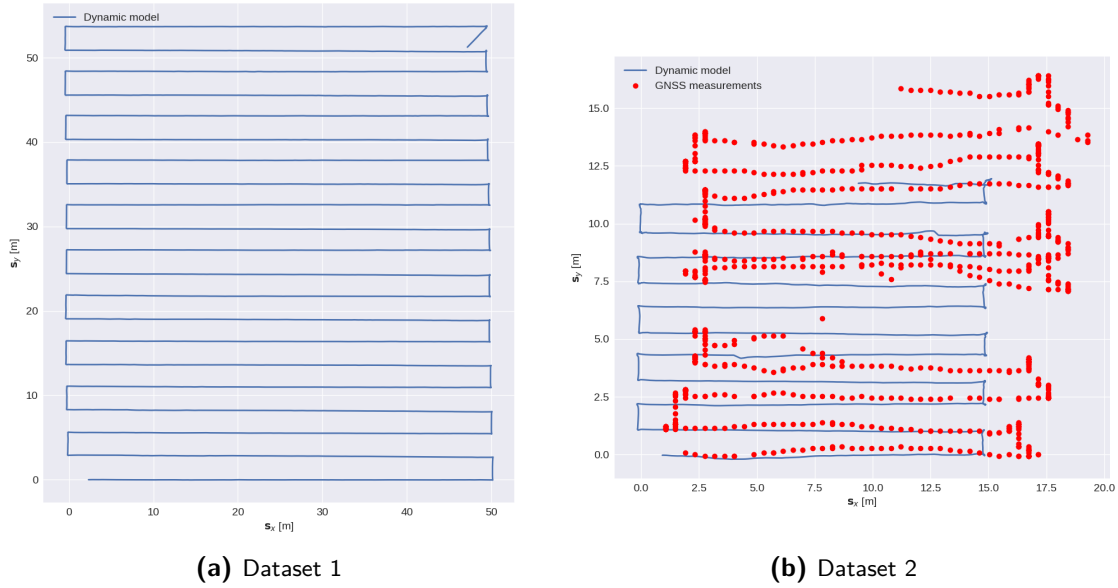 Dynamic model
50
40
30
20
10
0
s_y [m]
0 10 20 30 40 50
s_x [m]
(a) Dataset 1
Dynamic model
GNSS measurements
15.0
12.5
10.0
7.5
5.0
2.5
0.0
s_y [m]
0.0 2.5 5.0 7.5 10.0 12.5 15.0 17.5 20.0
s_x [m]
(b) Dataset 2